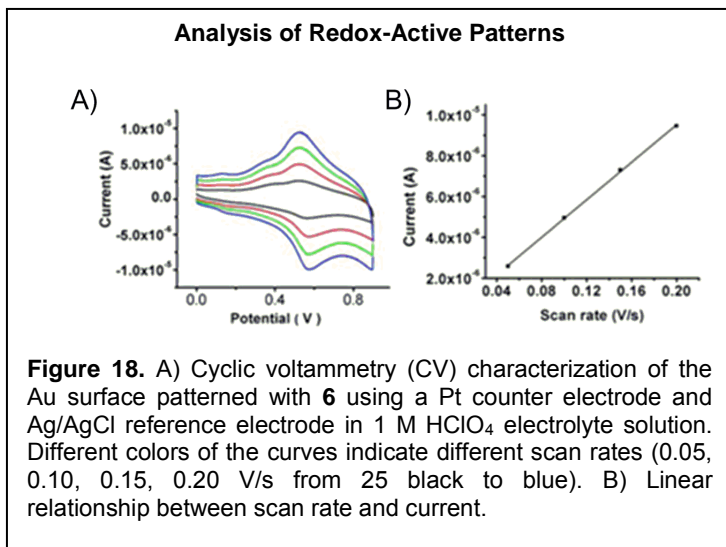 Analysis of Redox-Active Patterns
A)
B)
1.0x10⁻⁵
5.0x10⁻⁶
0.0
-5.0x10⁻⁶
-1.0x10⁻⁵
Current (A)
0.0 0.4 0.8
Potential ( V )
1.0x10⁻⁵
8.0x10⁻⁶
6.0x10⁻⁶
4.0x10⁻⁶
2.0x10⁻⁶
Current (A)
0.04 0.08 0.12 0.16 0.20
Scan rate (V/s)
Figure 18. A) Cyclic voltammetry (CV) characterization of the
Au surface patterned with 6 using a Pt counter electrode and
Ag/AgCl reference electrode in 1 M HClO₄ electrolyte solution.
Different colors of the curves indicate different scan rates (0.05,
0.10, 0.15, 0.20 V/s from 25 black to blue). B) Linear
relationship between scan rate and current.